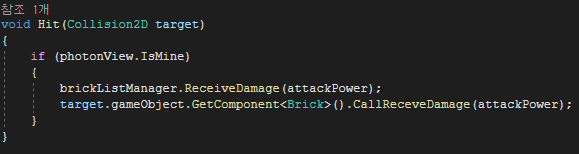 참조 1개
void Hit(Collision2D target)
{
if (photonView.IsMine)
{
brickListManager.ReceiveDamage(attackPower);
target.gameObject.GetComponent<Brick>().CallReceveDamage(attackPower);
}
}